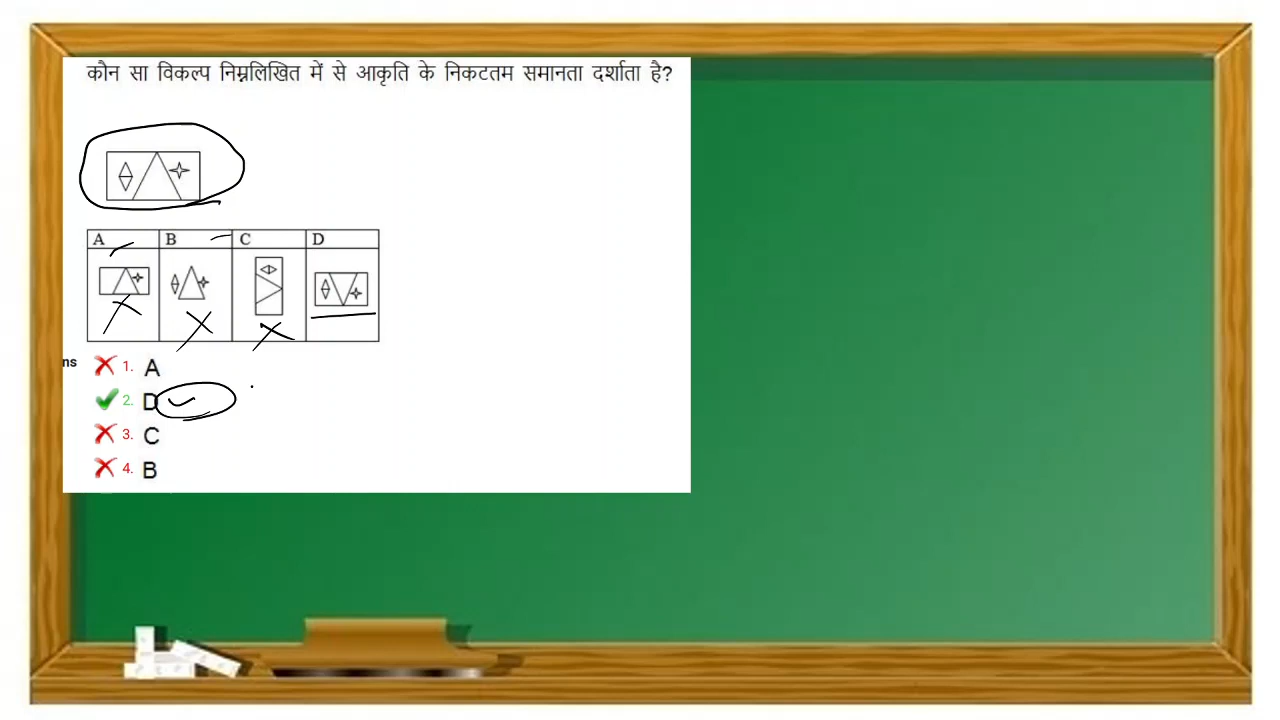 कौन सा विकल्प निम्नलिखित में से आकृति के निकटतम समानता दर्शाता है?
A B C D
ns
1. A
2. D
3. C
4. B